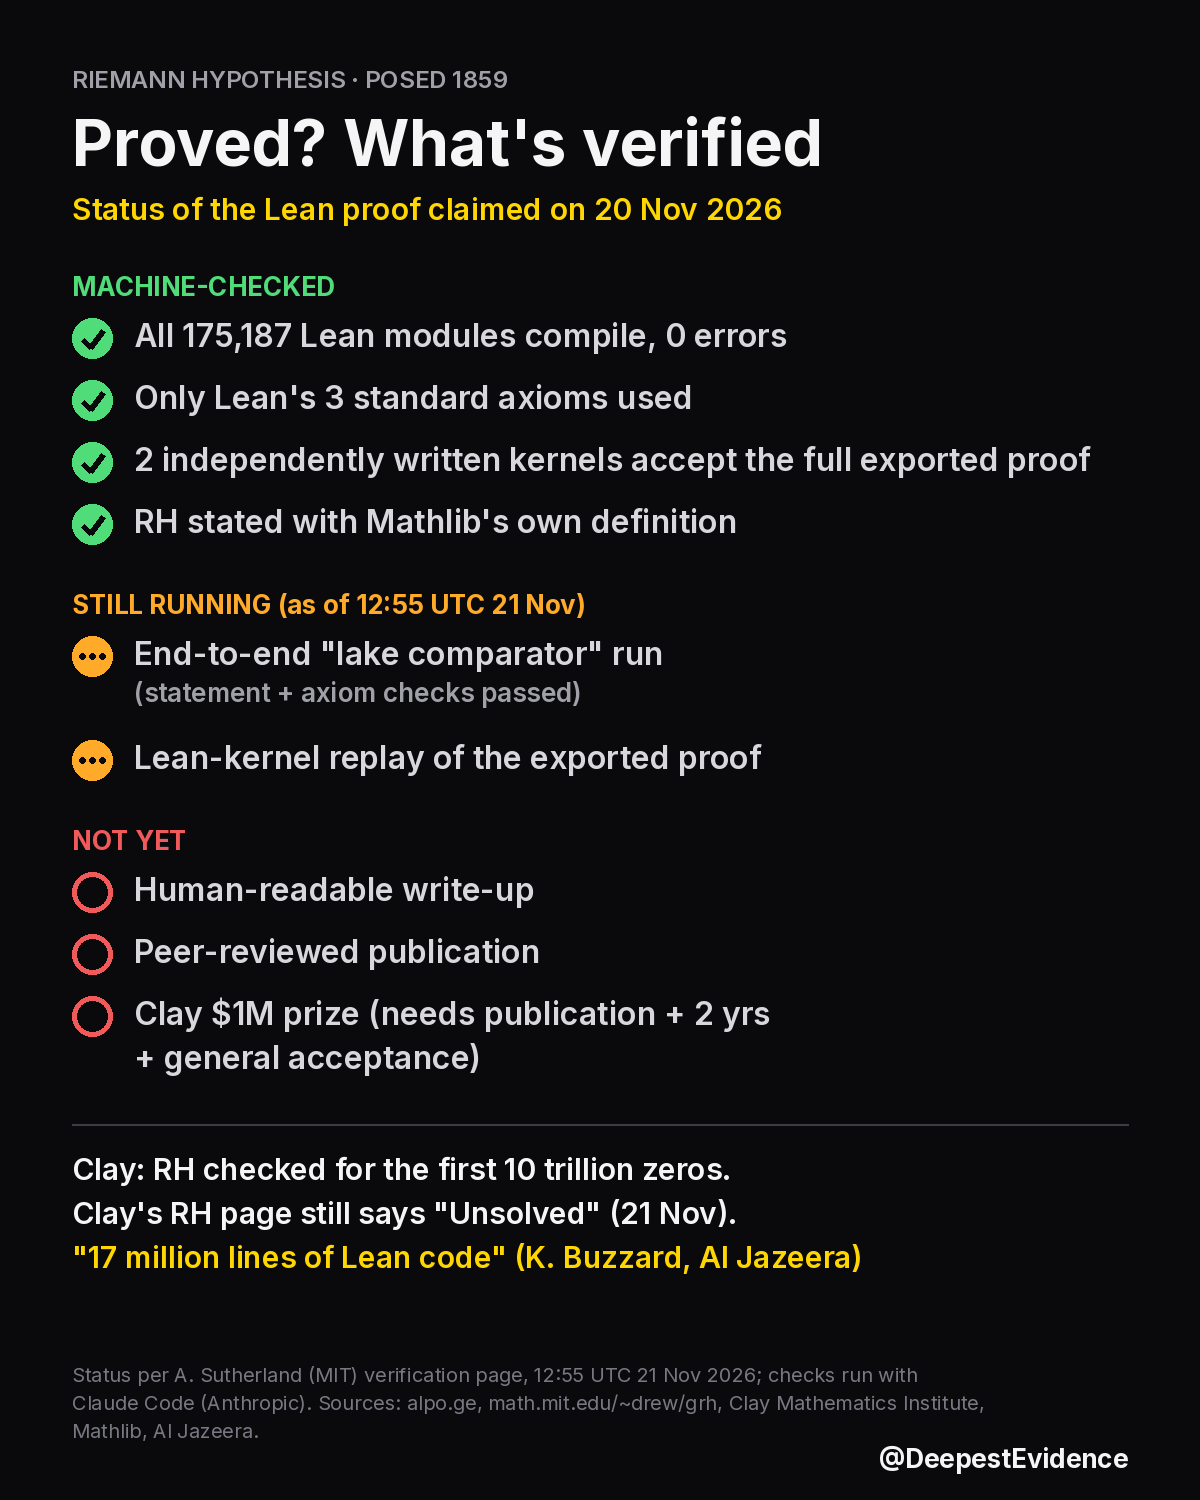 RIEMANN HYPOTHESIS · POSED 1859
Proved? What's verified
Status of the Lean proof claimed on 20 Nov 2026
MACHINE-CHECKED
All 175,187 Lean modules compile, 0 errors
Only Lean's 3 standard axioms used
2 independently written kernels accept the full exported proof
RH stated with Mathlib's own definition
STILL RUNNING (as of 12:55 UTC 21 Nov)
End-to-end "lake comparator" run
(statement + axiom checks passed)
Lean-kernel replay of the exported proof
NOT YET
Human-readable write-up
Peer-reviewed publication
Clay $1M prize (needs publication + 2 yrs
+ general acceptance)
Clay: RH checked for the first 10 trillion zeros.
Clay's RH page still says "Unsolved" (21 Nov).
"17 million lines of Lean code" (K. Buzzard, Al Jazeera)
Status per A. Sutherland (MIT) verification page, 12:55 UTC 21 Nov 2026; checks run with
Claude Code (Anthropic). Sources: alpo.ge, math.mit.edu/~drew/grh, Clay Mathematics Institute,
Mathlib, Al Jazeera.
@DeepestEvidence